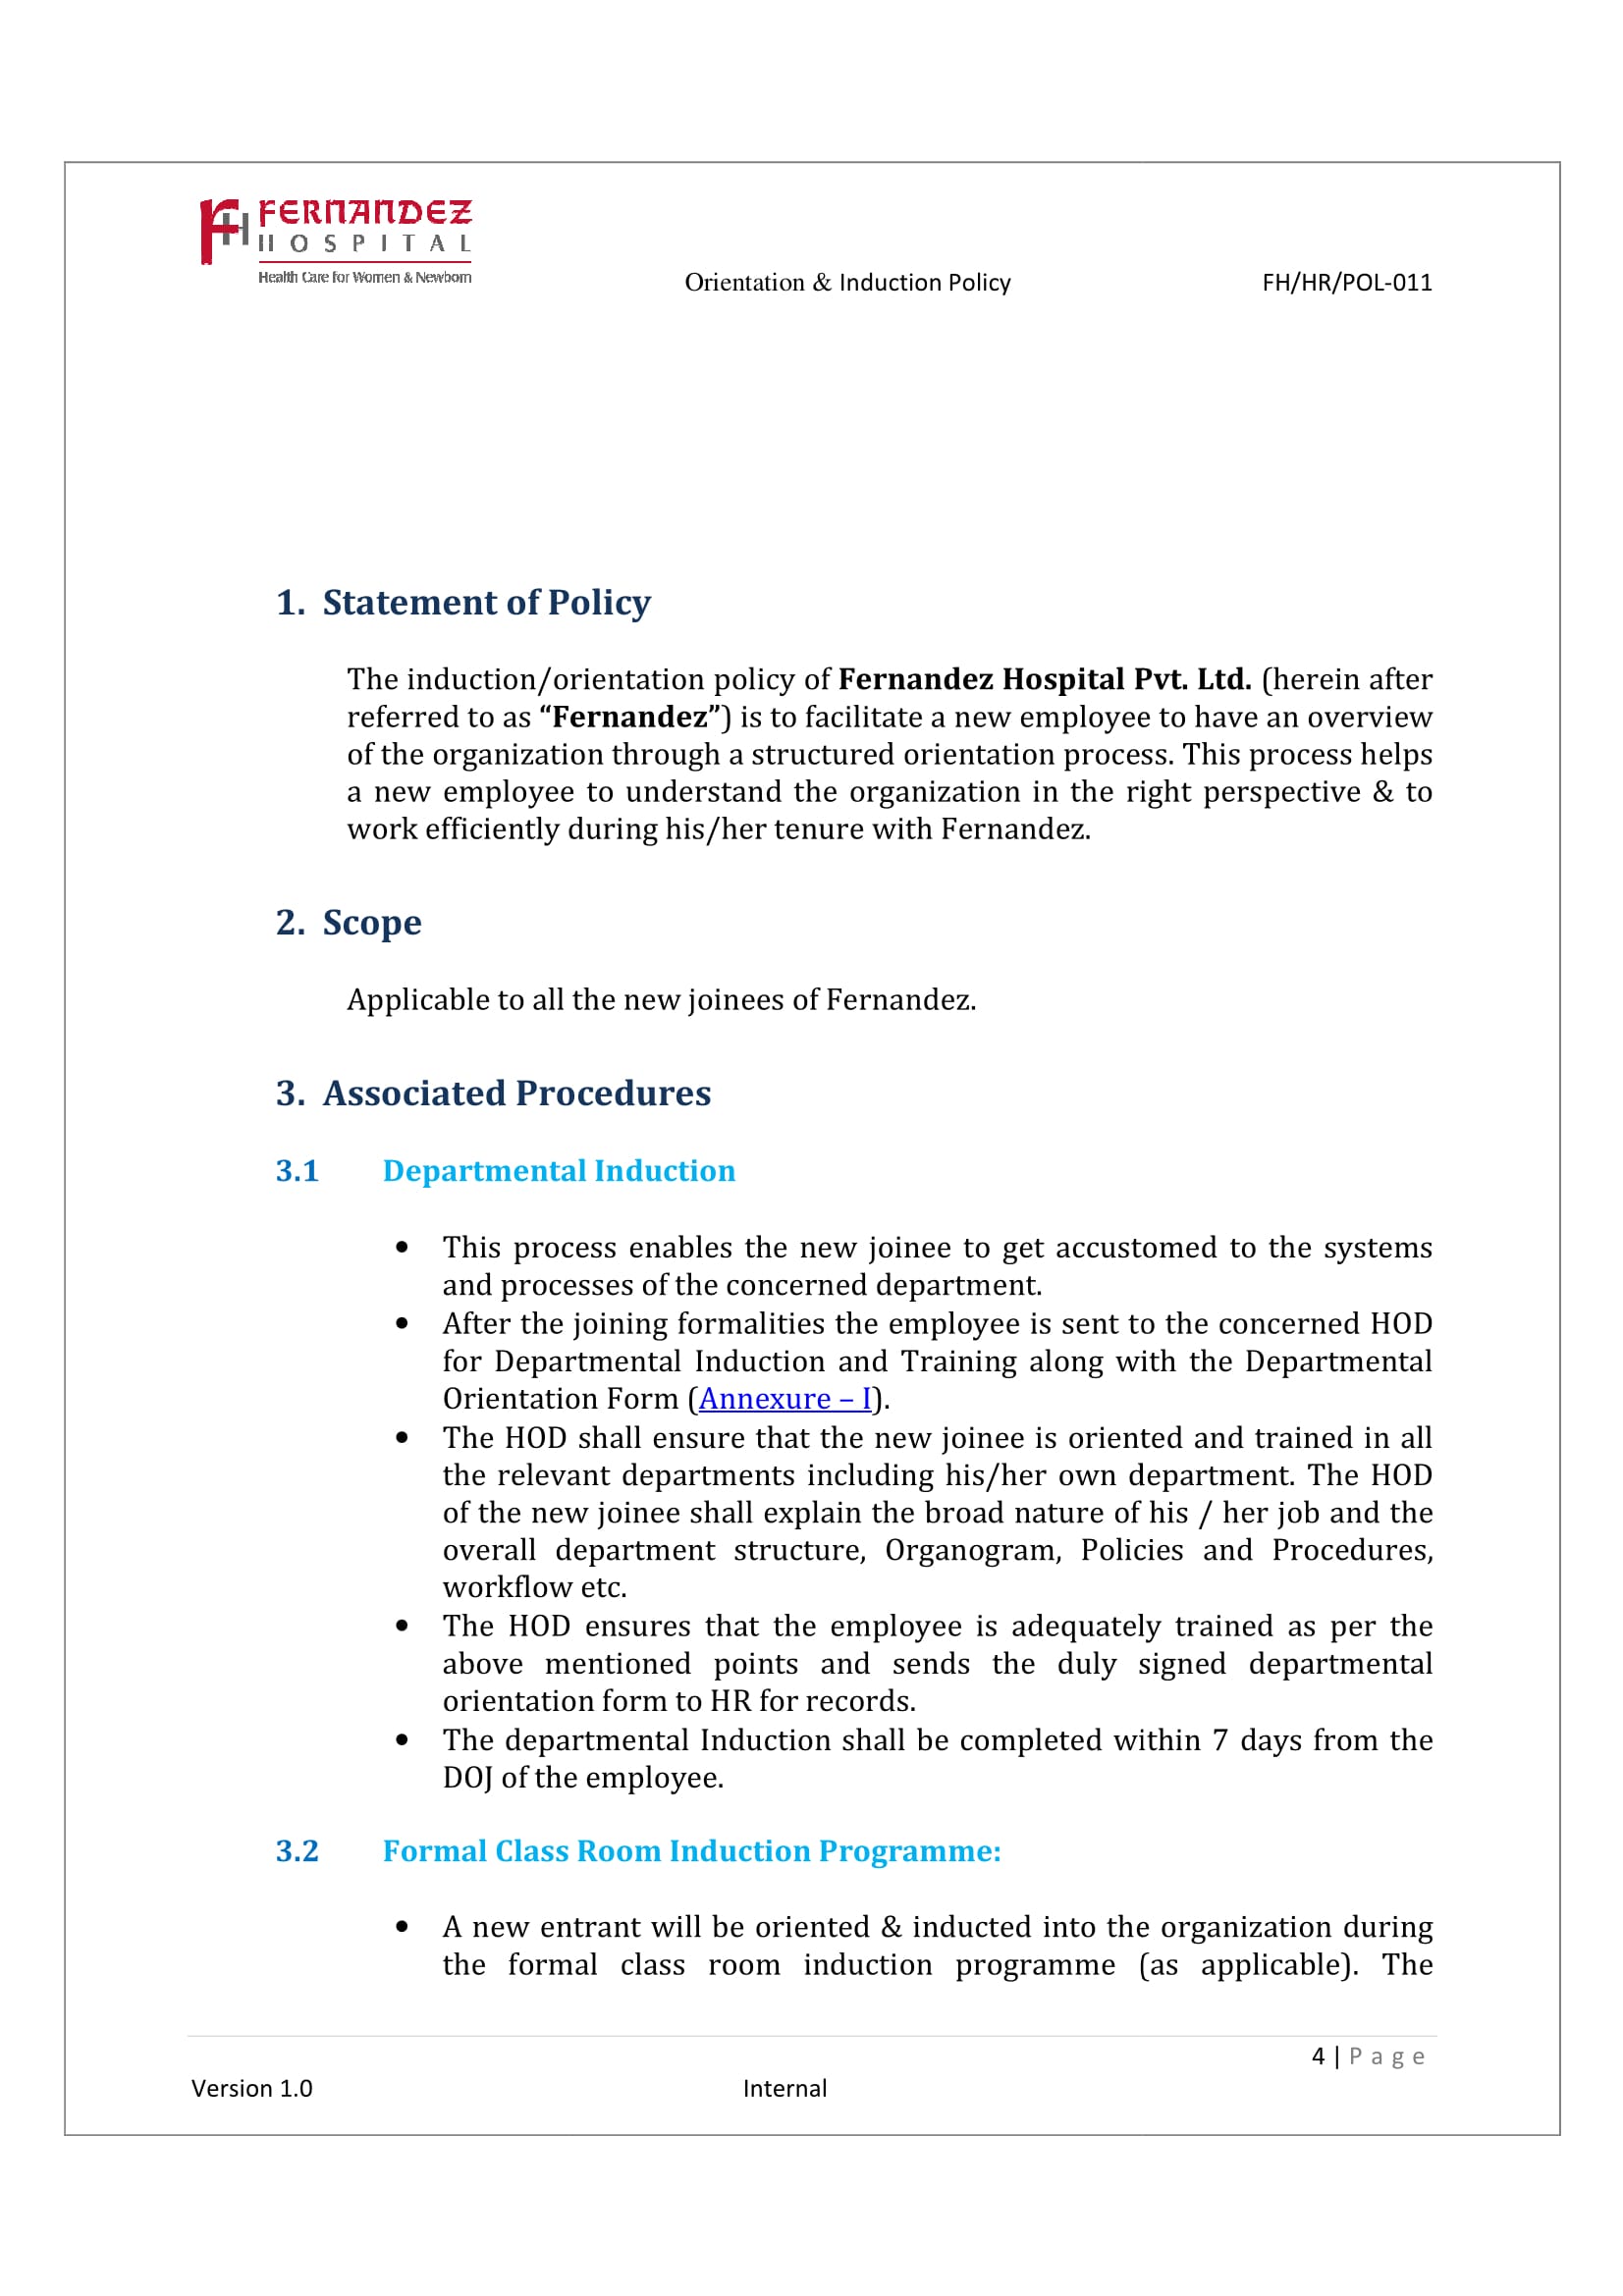 FH FERNANDEZ
HOSPITAL
Health Care for Women & Newborn
Orientation & Induction Policy FH/HR/POL-011
1. Statement of Policy
The induction/orientation policy of Fernandez Hospital Pvt. Ltd. (herein after
referred to as “Fernandez”) is to facilitate a new employee to have an overview
of the organization through a structured orientation process. This process helps
a new employee to understand the organization in the right perspective & to
work efficiently during his/her tenure with Fernandez.
2. Scope
Applicable to all the new joinees of Fernandez.
3. Associated Procedures
3.1 Departmental Induction
• This process enables the new joinee to get accustomed to the systems
and processes of the concerned department.
• After the joining formalities the employee is sent to the concerned HOD
for Departmental Induction and Training along with the Departmental
Orientation Form (Annexure – I).
• The HOD shall ensure that the new joinee is oriented and trained in all
the relevant departments including his/her own department. The HOD
of the new joinee shall explain the broad nature of his / her job and the
overall department structure, Organogram, Policies and Procedures,
workflow etc.
• The HOD ensures that the employee is adequately trained as per the
above mentioned points and sends the duly signed departmental
orientation form to HR for records.
• The departmental Induction shall be completed within 7 days from the
DOJ of the employee.
3.2 Formal Class Room Induction Programme:
• A new entrant will be oriented & inducted into the organization during
the formal class room induction programme (as applicable). The
4 | Page
Version 1.0 Internal